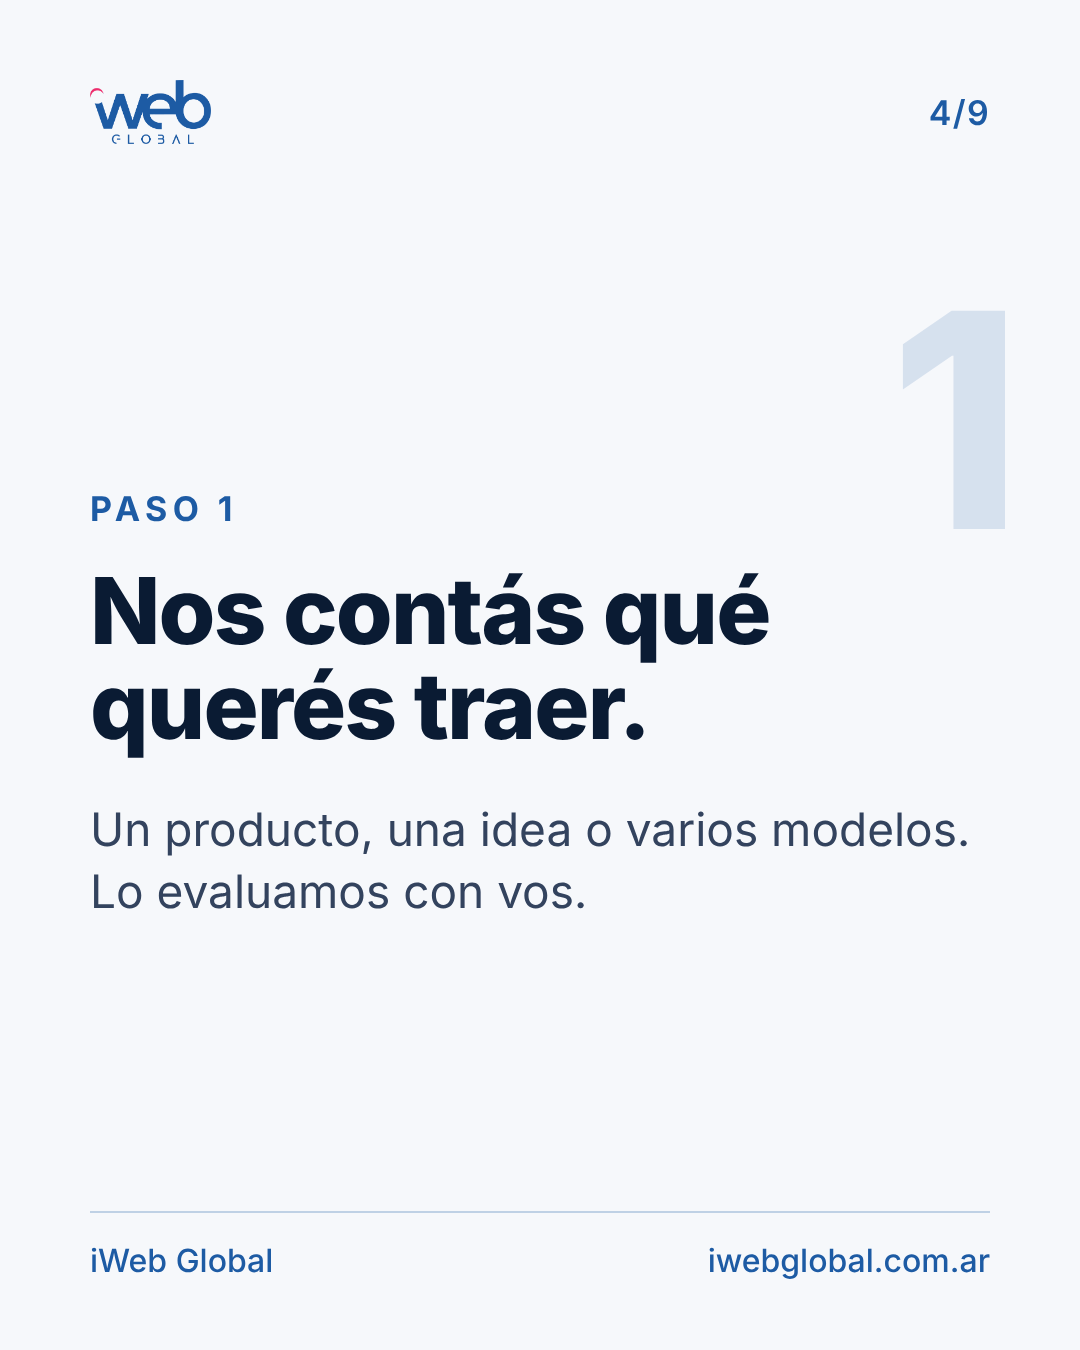 iweb
GLOBAL
4/9
1
PASO 1
Nos contás qué
querés traer.
Un producto, una idea o varios modelos.
Lo evaluamos con vos.
iWeb Global
iwebglobal.com.ar